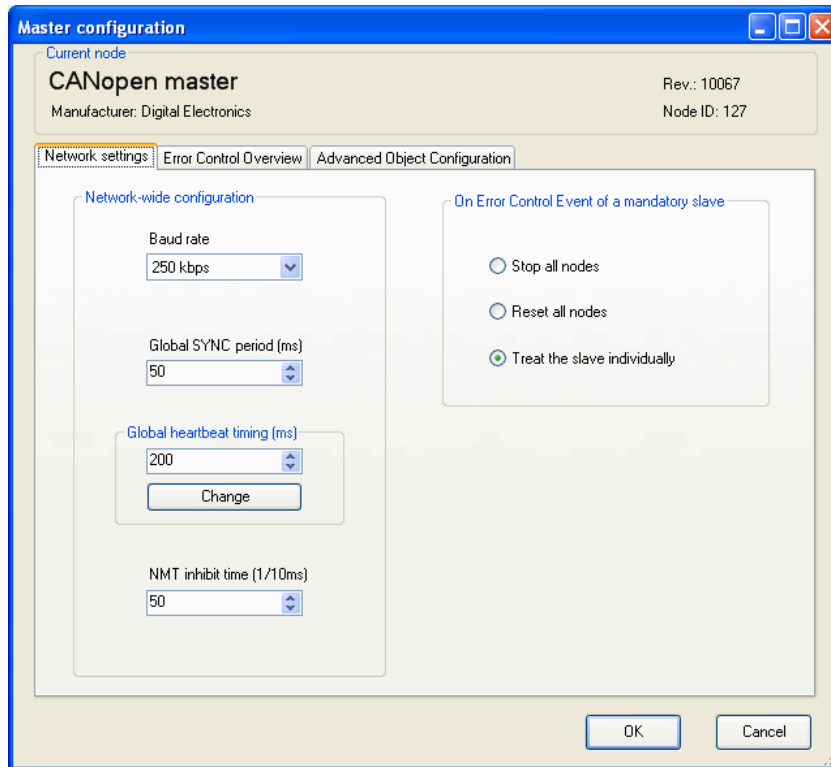 Master configuration
Current node
CANopen master
Rev.: 10067
Manufacturer: Digital Electronics
Node ID: 127
Network settings
Error Control Overview
Advanced Object Configuration
Network-wide configuration
Baud rate
250 kbps
Global SYNC period (ms)
50
Global heartbeat timing (ms)
200
Change
NMT inhibit time (1/10ms)
50
On Error Control Event of a mandatory slave
Stop all nodes
Reset all nodes
Treat the slave individually
OK
Cancel